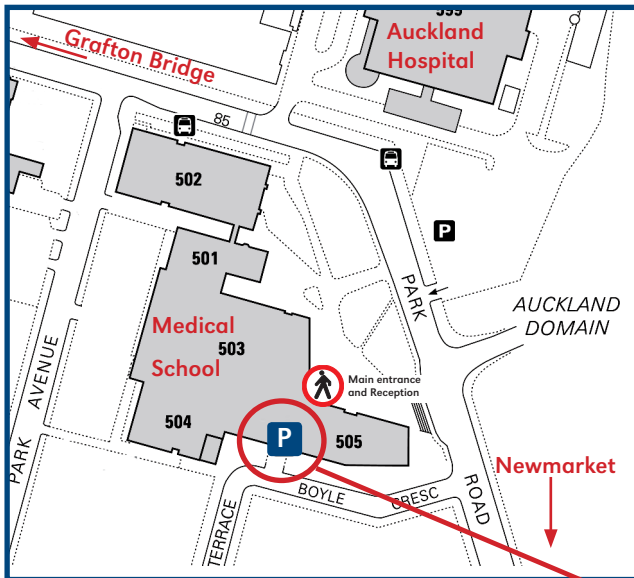 599
Auckland
Hospital
Grafton Bridge
85
502
P
501
PARK
AUCKLAND
DOMAIN
Medical
School
503
Main entrance
and Reception
PARK AVENUE
504
P
505
Newmarket
BOYLE CRESC
ROAD
TERRACE